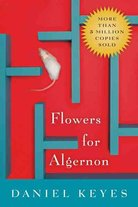 MORE
THAN
5 MILLION
COPIES
SOLD
Flowers
for
Algernon
DANIEL KEYES